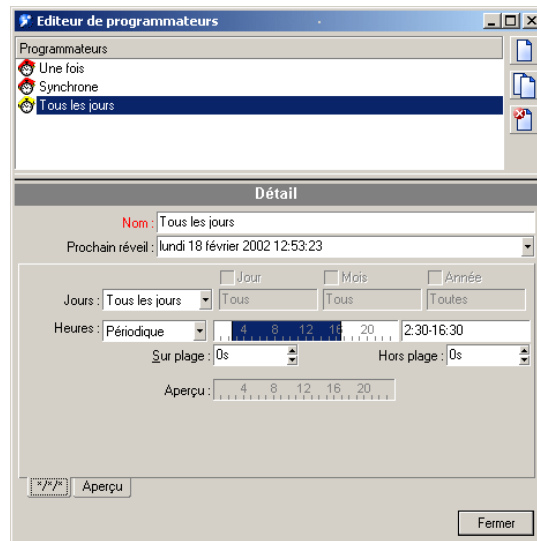 Editeur de programmateurs
Programmateurs
Une fois
Synchrone
Tous les jours
Détail
Nom : Tous les jours
Prochain réveil : lundi 18 février 2002 12:53:23
Jour Mois Année
Jours : Tous les jours Tous Tous Toutes
Heures : Périodique 4 8 12 16 20 2:30-16:30
Sur plage : 0s Hors plage : 0s
Aperçu : 4 8 12 16 20
*/*/* Aperçu
Fermer